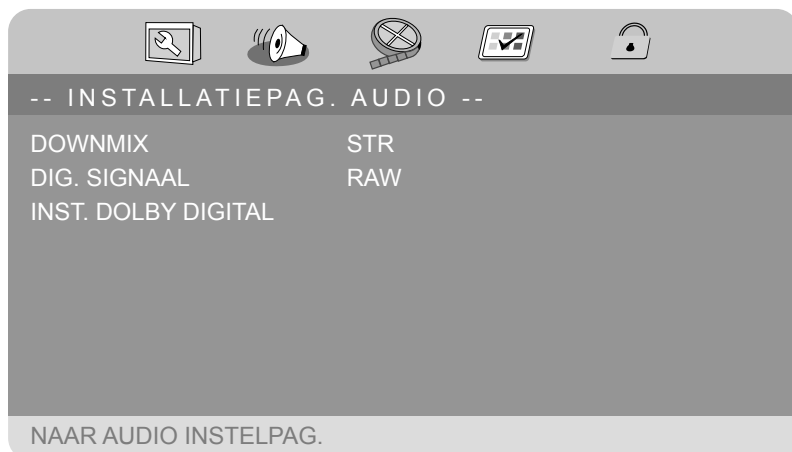 -- INSTALLATIEPAG. AUDIO --
DOWNMIX STR
DIG. SIGNAAL RAW
INST. DOLBY DIGITAL
NAAR AUDIO INSTELPAG.